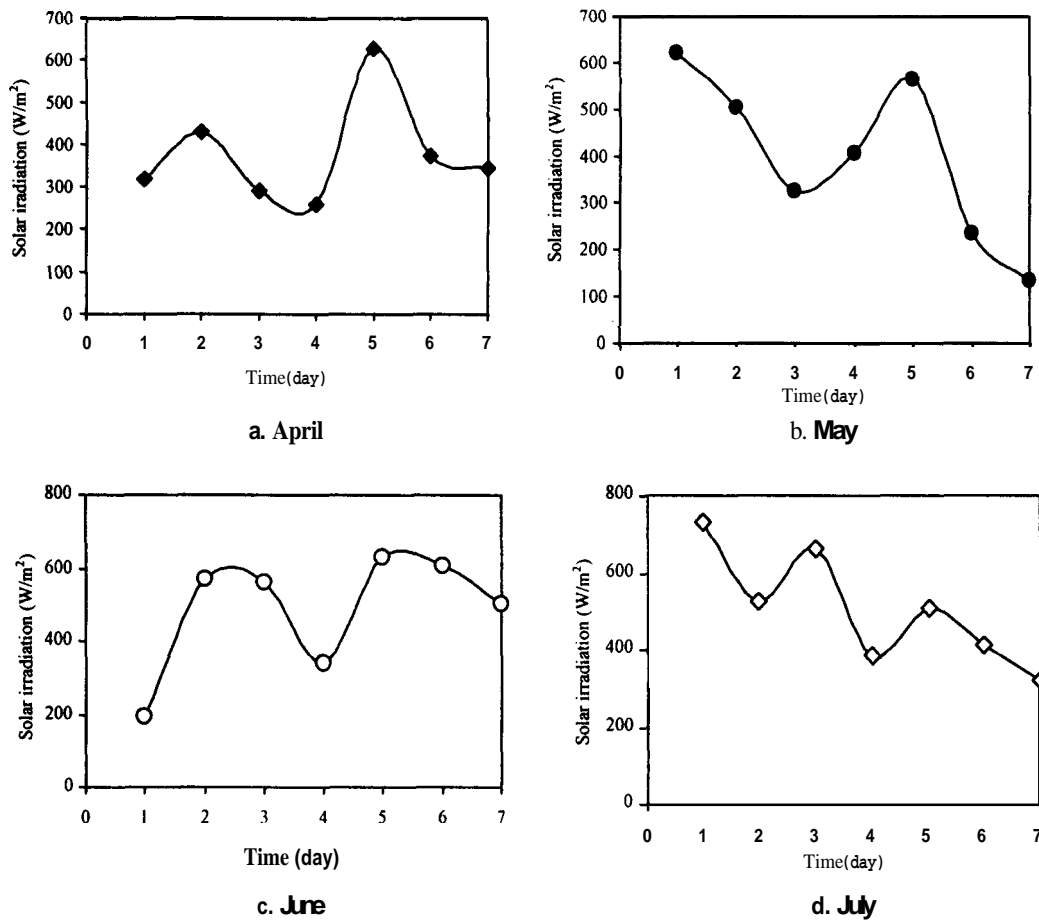 700
600
500
400
300
200
100
0
Solar iradiation (W/m²)
0 1 2 3 4 5 6 7
Time(day)
a. April
700
600
500
400
300
200
100
0
Solar irradiation (W/m²)
0 1 2 3 4 5 6 7
Time(day)
b. May
800
600
400
200
0
Solar irradiation (W/m²)
0 1 2 3 4 5 6 7
Time (day)
c. June
800
600
400
200
0
Solar irradiation (W/m²)
0 1 2 3 4 5 6 7
Time(day)
d. July